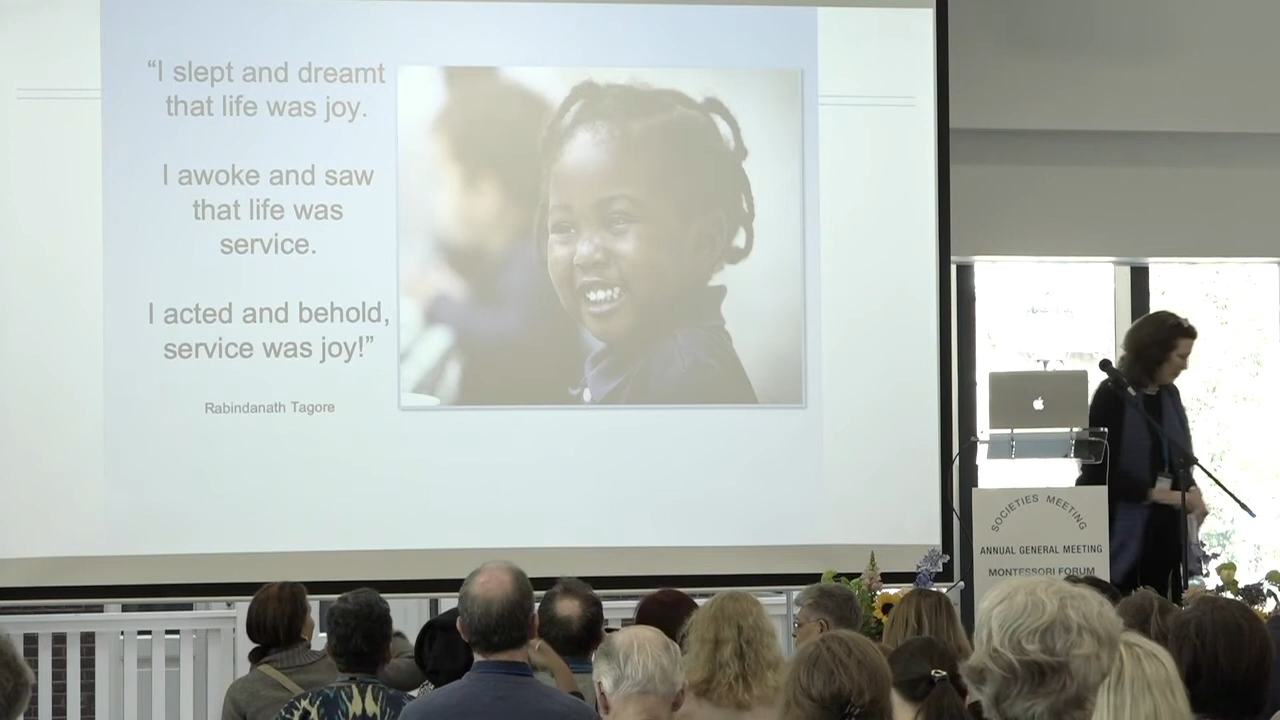 “I slept and dreamt
that life was joy.
I awoke and saw
that life was
service.
I acted and behold,
service was joy!”
Rabindanath Tagore
SOCIETIES MEETING
ANNUAL GENERAL MEETING
MONTESSORI FORUM